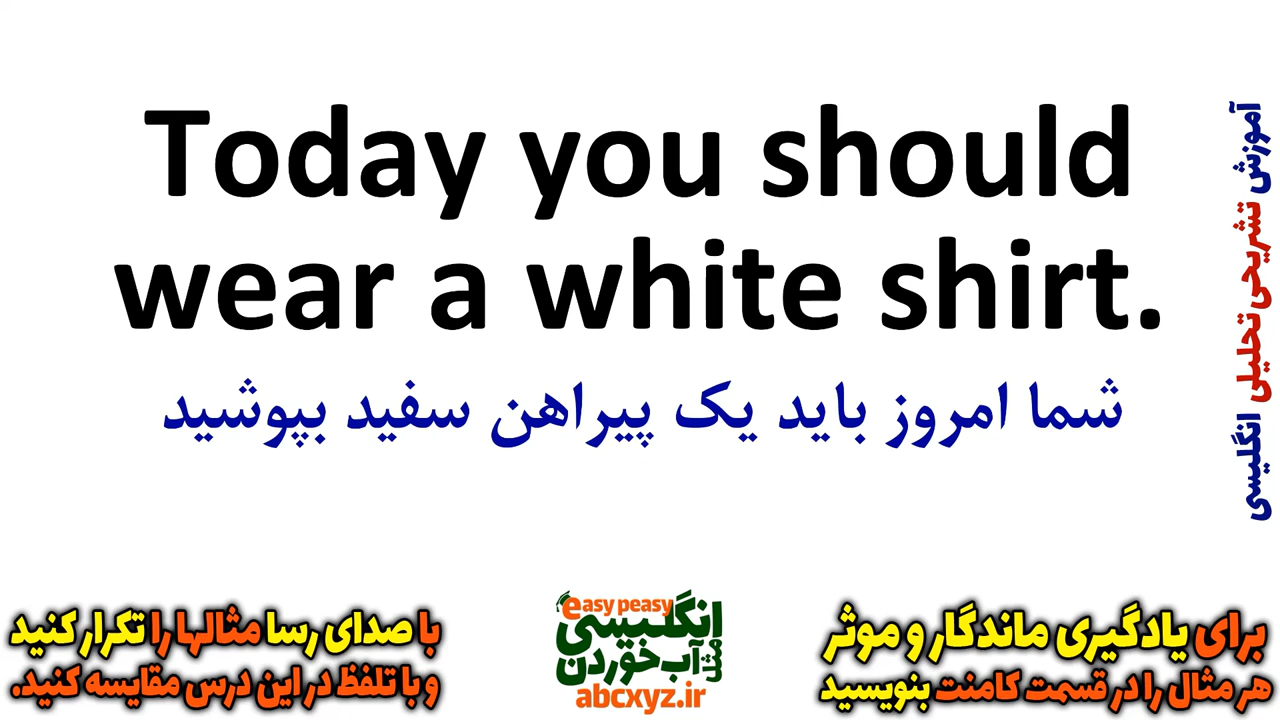 Today you should
wear a white shirt.
شما امروز باید یک پیراهن سفید بپوشید
آموزش تشریحی تحلیلی انگلیسی
با صدای رسا مثالها را تکرار کنید
و با تلفظ در این درس مقایسه کنید.
easy peasy
انگلیسی
مثل آب خوردن
abcxyz.ir
برای یادگیری ماندگار و موثر
هر مثال را در قسمت کامنت بنویسید